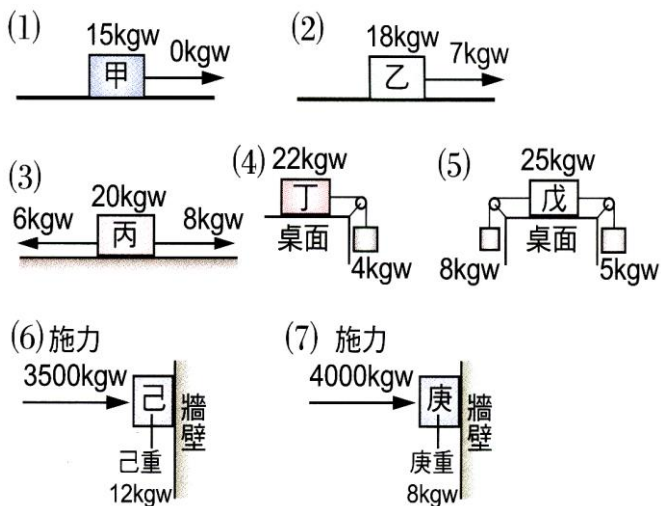 (1)
15kgw
0kgw
甲
(2)
18kgw
7kgw
乙
(3)
20kgw
6kgw
8kgw
丙
(4)
22kgw
丁
桌面
4kgw
(5)
25kgw
戊
桌面
8kgw
5kgw
(6) 施力
3500kgw
己
牆壁
己重
12kgw
(7) 施力
4000kgw
庚
牆壁
庚重
8kgw